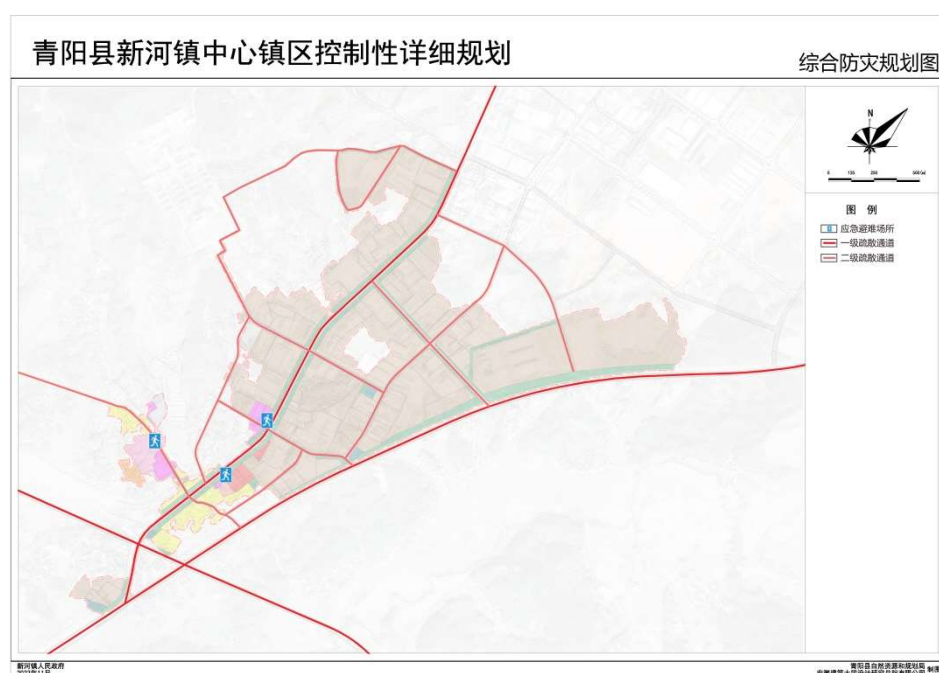 青阳县新河镇中心镇区控制性详细规划
综合防灾规划图
N
图 例
应急避难场所
一级疏散通道
二级疏散通道
新河镇人民政府
青阳县自然资源和规划局
制图